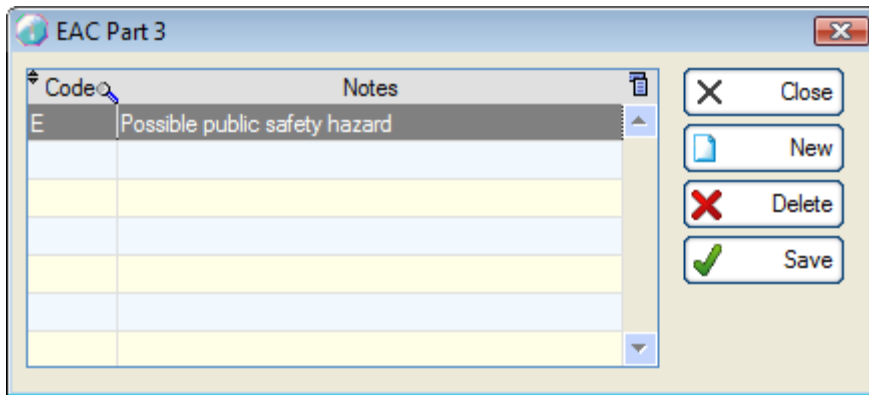 EAC Part 3
Code Notes
E Possible public safety hazard
Close
New
Delete
Save